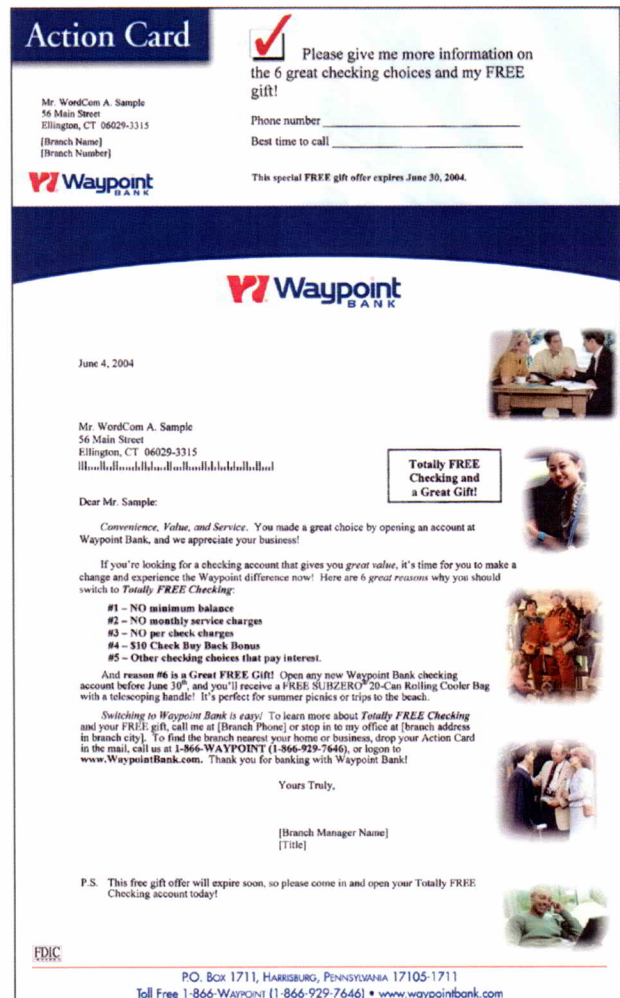 Action Card
Mr. WordCom A. Sample
56 Main Street
Ellington, CT 06029-3315
[Branch Name]
[Branch Number]
Waypoint
BANK
Please give me more information on
the 6 great checking choices and my FREE
gift!
Phone number
Best time to call
This special FREE gift offer expires June 30, 2004.
Waypoint
BANK
June 4, 2004
Mr. WordCom A. Sample
56 Main Street
Ellington, CT 06029-3315
Totally FREE
Checking and
a Great Gift!
Dear Mr. Sample:
Convenience, Value, and Service. You made a great choice by opening an account at
Waypoint Bank, and we appreciate your business!
If you're looking for a checking account that gives you great value, it's time for you to make a
change and experience the Waypoint difference now! Here are 6 great reasons why you should
switch to Totally FREE Checking:
#1 – NO minimum balance
#2 – NO monthly service charges
#3 – NO per check charges
#4 – $10 Check Buy Back Bonus
#5 – Other checking choices that pay interest.
And reason #6 is a Great FREE Gift! Open any new Waypoint Bank checking
account before June 30th, and you'll receive a FREE SUBZERO® 20-Can Rolling Cooler Bag
with a telescoping handle! It's perfect for summer picnics or trips to the beach.
Switching to Waypoint Bank is easy! To learn more about Totally FREE Checking
and your FREE gift, call me at [Branch Phone] or stop in to my office at [branch address
in branch city]. To find the branch nearest your home or business, drop your Action Card
in the mail, call us at 1-866-WAYPOINT (1-866-929-7646), or logon to
www.WaypointBank.com. Thank you for banking with Waypoint Bank!
Yours Truly,
[Branch Manager Name]
[Title]
P.S. This free gift offer will expire soon, so please come in and open your Totally FREE
Checking account today!
FDIC
P.O. Box 1711, Harrisburg, Pennsylvania 17105-1711
Toll Free 1-866-Waypoint (1-866-929-7646) • www.waypointbank.com